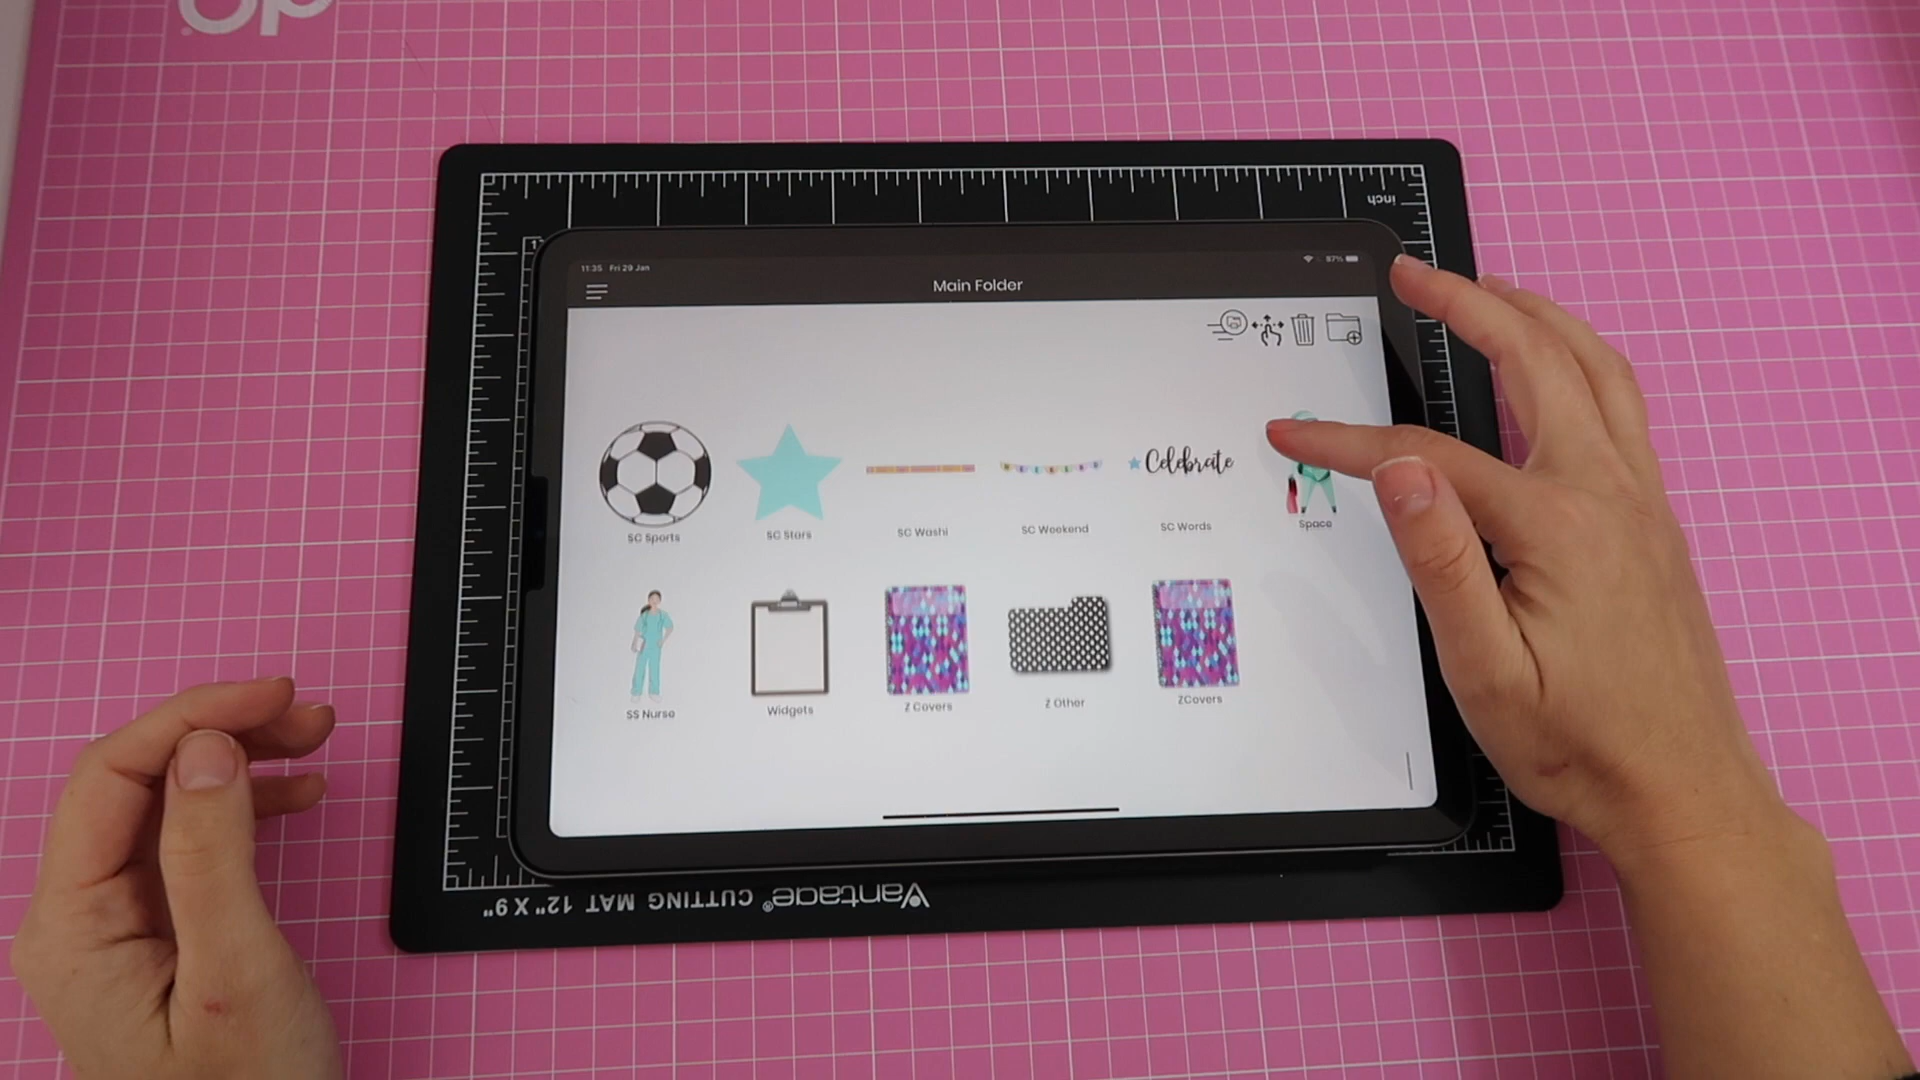 inch
11:35 Fri 29 Jan
87%
Main Folder
Celebrate
SC Sports
SC Stars
SC Washi
SC Weekend
SC Words
Space
SS Nurse
Widgets
Z Covers
Z Other
ZCovers
Vantage® CUTTING MAT 12" X 9"